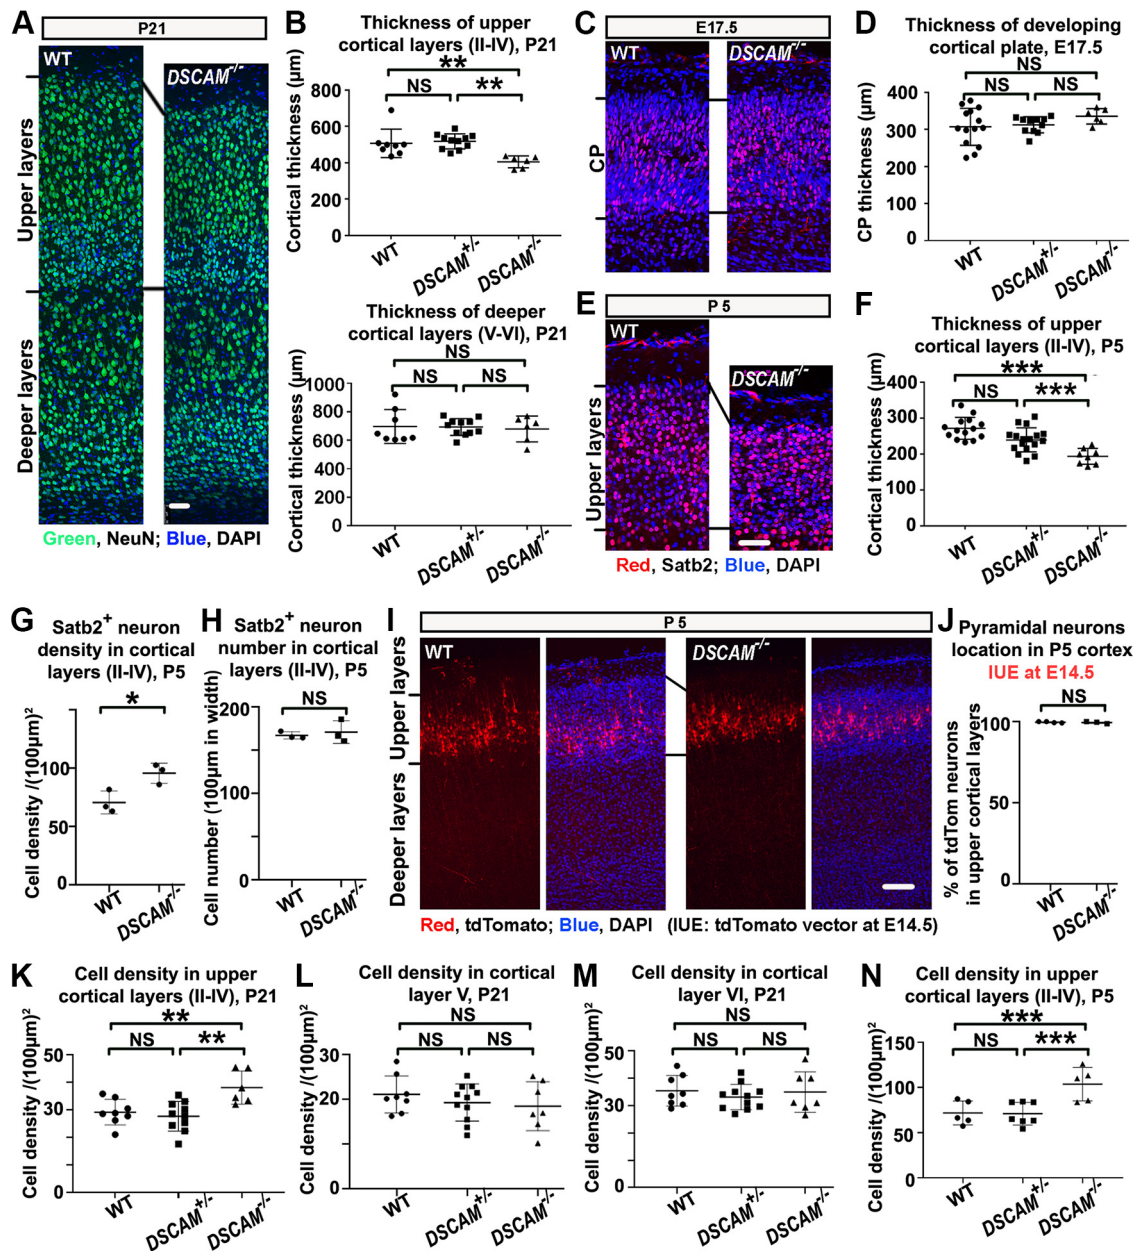 A
P21
WT
DSCAM-/-
Upper layers
Deeper layers
Green, NeuN; Blue, DAPI
B
Thickness of upper
cortical layers (II-IV), P21
Cortical thickness (μm)
800
600
400
200
0
**
NS
**
WT
DSCAM+/-
DSCAM-/-
Thickness of deeper
cortical layers (V-VI), P21
Cortical thickness (μm)
1000
800
600
400
200
0
NS
NS
NS
WT
DSCAM+/-
DSCAM-/-
C
E17.5
WT
DSCAM-/-
CP
D
Thickness of developing
cortical plate, E17.5
CP thickness (μm)
400
300
200
100
0
NS
NS
NS
WT
DSCAM+/-
DSCAM-/-
E
P 5
WT
DSCAM-/-
Upper layers
Red, Satb2; Blue, DAPI
F
Thickness of upper
cortical layers (II-IV), P5
Cortical thickness (μm)
400
300
200
100
0
***
NS
***
WT
DSCAM+/-
DSCAM-/-
G
Satb2+ neuron
density in cortical
layers (II-IV), P5
Cell density /(100μm)²
100
50
0
*
WT
DSCAM-/-
H
Satb2+ neuron
number in cortical
layers (II-IV), P5
Cell number (100μm in width)
200
150
100
50
0
NS
WT
DSCAM-/-
I
P 5
WT
DSCAM-/-
Upper layers
Deeper layers
Red, tdTomato; Blue, DAPI (IUE: tdTomato vector at E14.5)
J
Pyramidal neurons
location in P5 cortex
IUE at E14.5
% of tdTom neurons
in upper cortical layers
100
80
60
40
20
0
NS
WT
DSCAM-/-
K
Cell density in upper
cortical layers (II-IV), P21
Cell density /(100μm)²
50
30
0
**
NS
**
WT
DSCAM+/-
DSCAM-/-
L
Cell density in cortical
layer V, P21
Cell density /(100μm)²
30
20
10
0
NS
NS
NS
WT
DSCAM+/-
DSCAM-/-
M
Cell density in cortical
layer VI, P21
Cell density /(100μm)²
50
30
0
NS
NS
NS
WT
DSCAM+/-
DSCAM-/-
N
Cell density in upper
cortical layers (II-IV), P5
Cell density /(100μm)²
150
100
50
0
***
NS
***
WT
DSCAM+/-
DSCAM-/-